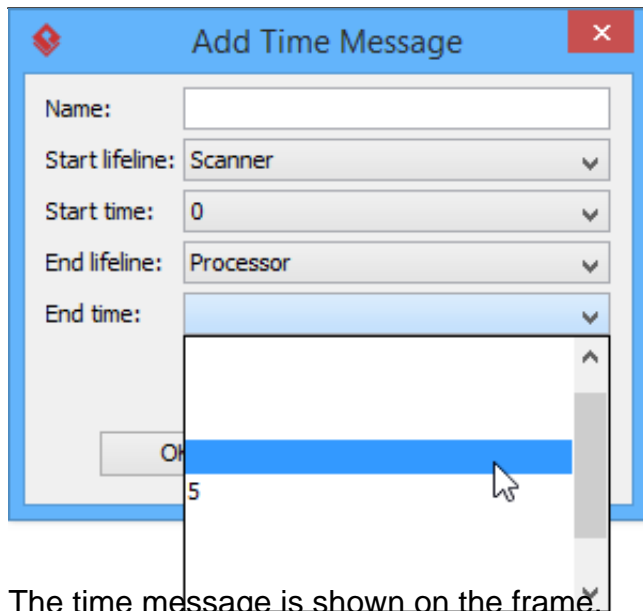 Add Time Message
Name:
Start lifeline: Scanner
Start time: 0
End lifeline: Processor
End time:
5
The time message is shown on the frame.